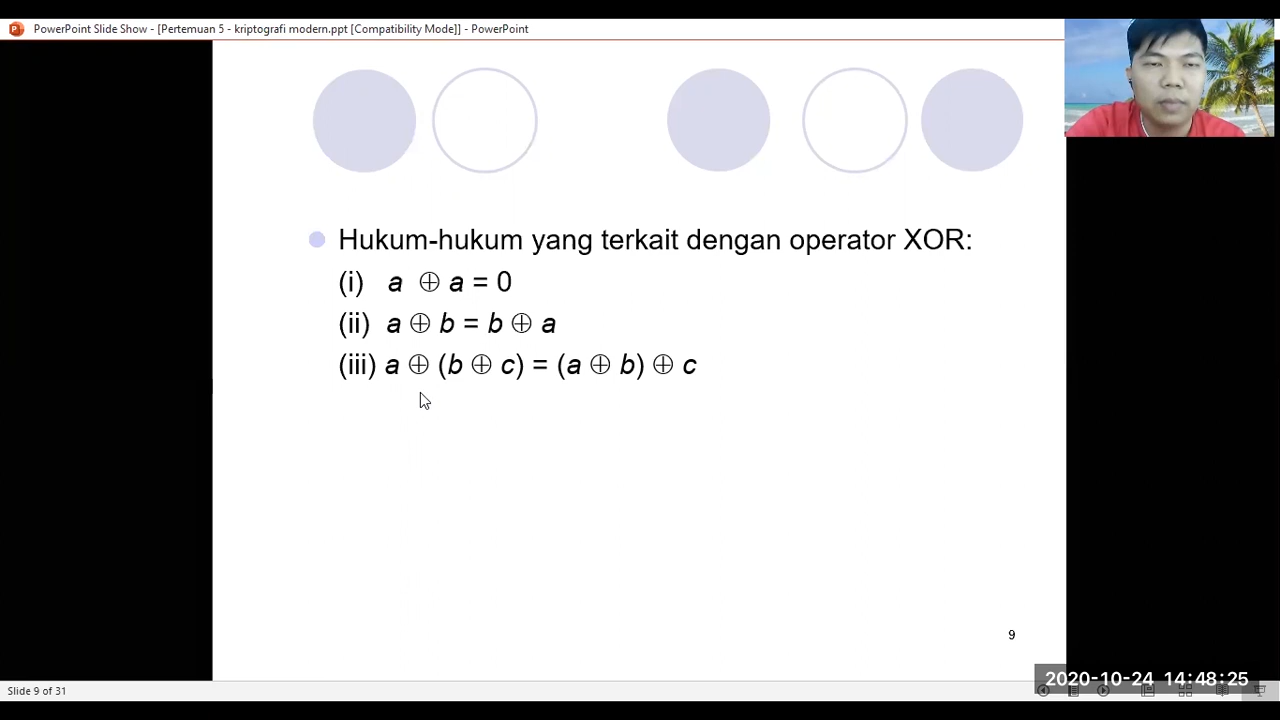 PowerPoint Slide Show - [Pertemuan 5 - kriptografi modern.ppt [Compatibility Mode]] - PowerPoint
Hukum-hukum yang terkait dengan operator XOR:
(i) a ⊕ a = 0
(ii) a ⊕ b = b ⊕ a
(iii) a ⊕ (b ⊕ c) = (a ⊕ b) ⊕ c
9
2020-10-24 14:48:25
Slide 9 of 31